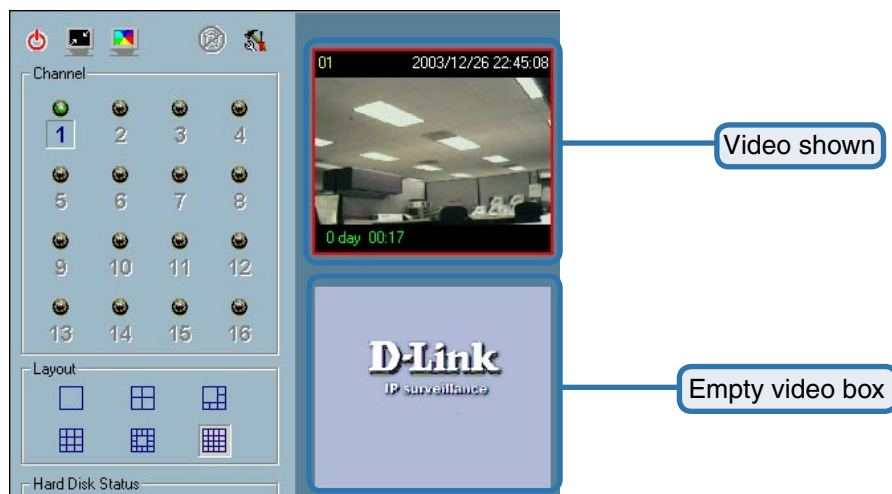 Channel
1 2 3 4
5 6 7 8
9 10 11 12
13 14 15 16
Layout
Hard Disk Status
01 2003/12/26 22:45:08
0 day 00:17
D-Link
IP surveillance
Video shown
Empty video box